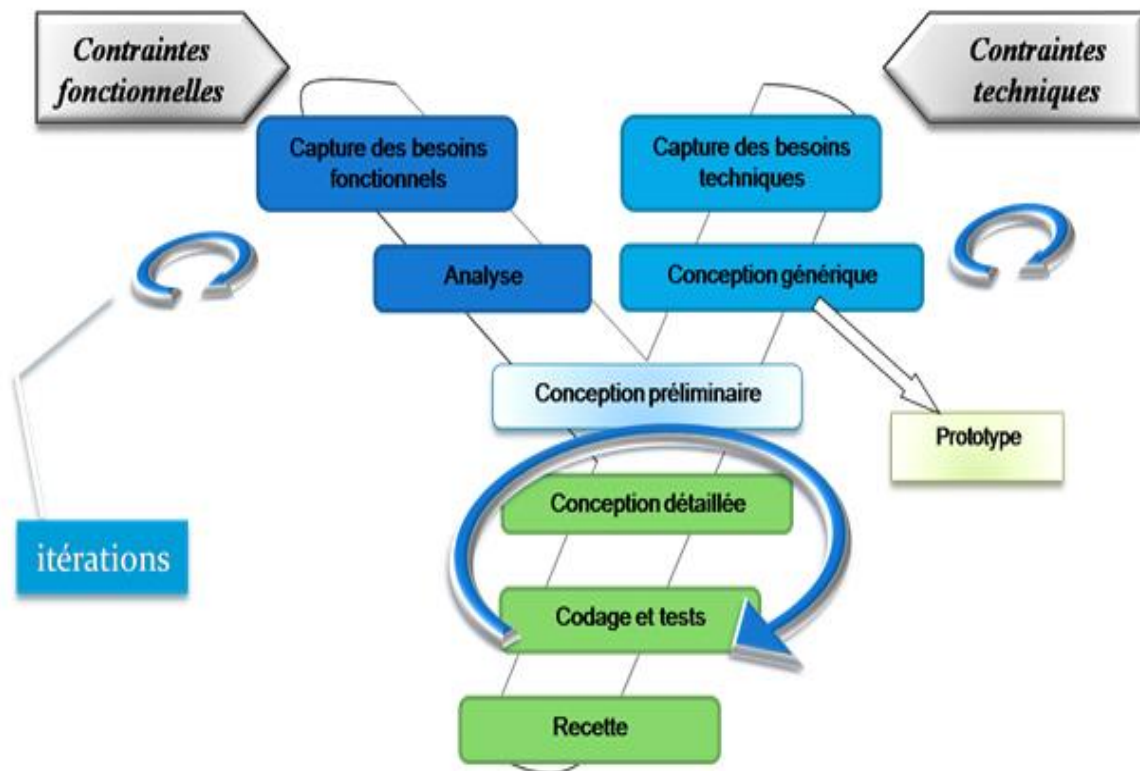 Contraintes
fonctionnelles
Contraintes
techniques
Capture des besoins
fonctionnels
Capture des besoins
techniques
Analyse
Conception générique
Conception préliminaire
Prototype
Conception détaillée
itérations
Codage et tests
Recette